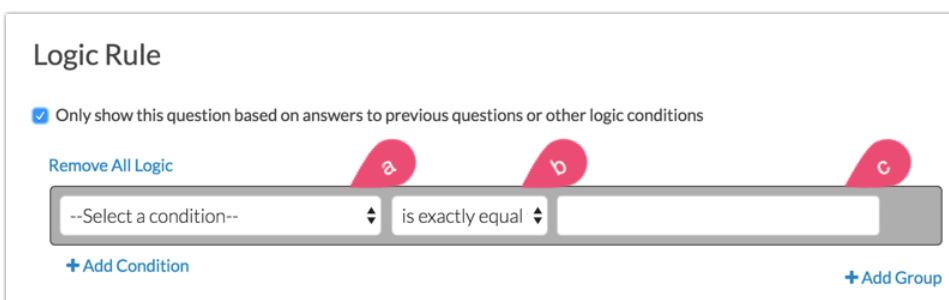 Logic Rule
Only show this question based on answers to previous questions or other logic conditions
Remove All Logic
a
b
c
--Select a condition--
is exactly equal
+ Add Condition
+ Add Group